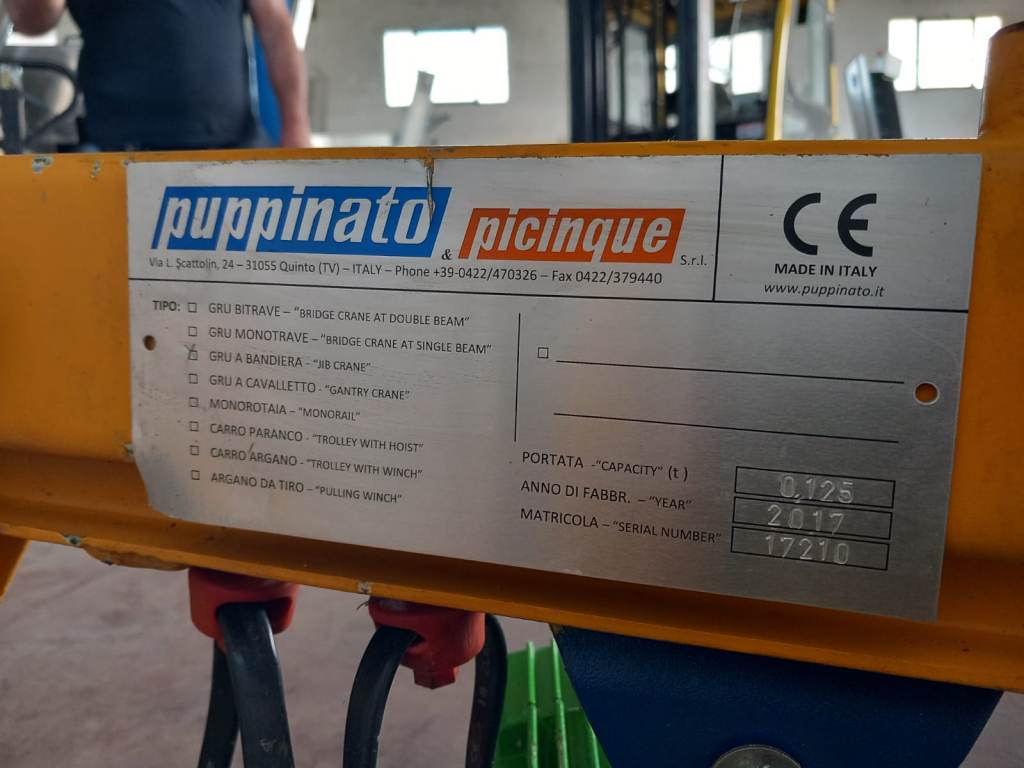 puppinato & picinque S.r.l.
Via L. Scattolin, 24 – 31055 Quinto (TV) – ITALY – Phone +39-0422/470326 – Fax 0422/379440
CE
MADE IN ITALY
www.puppinato.it
TIPO: ☐ GRU BITRAVE – "BRIDGE CRANE AT DOUBLE BEAM"
☐ GRU MONOTRAVE – "BRIDGE CRANE AT SINGLE BEAM"
☒ GRU A BANDIERA - "JIB CRANE"
☐ GRU A CAVALLETTO - "GANTRY CRANE"
☐ MONOROTAIA – "MONORAIL"
☐ CARRO PARANCO - "TROLLEY WITH HOIST"
☐ CARRO ARGANO - "TROLLEY WITH WINCH"
☐ ARGANO DA TIRO – "PULLING WINCH"
☐
PORTATA -"CAPACITY" (t) 0,125
ANNO DI FABBR. – "YEAR" 2017
MATRICOLA – "SERIAL NUMBER" 17210